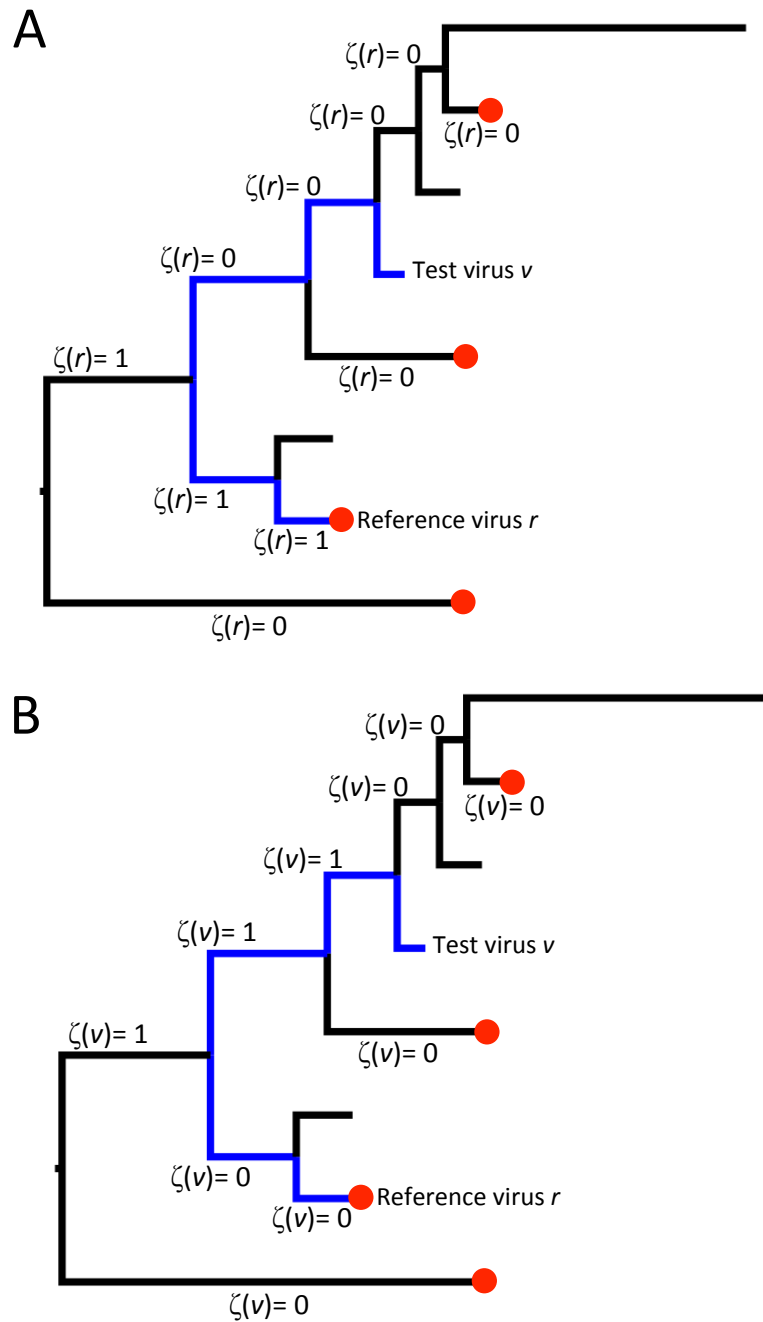 A
ζ(r)= 0
ζ(r)= 0
ζ(r)= 0
ζ(r)= 0
ζ(r)= 0
Test virus v
ζ(r)= 1
ζ(r)= 0
ζ(r)= 1
Reference virus r
ζ(r)= 1
ζ(r)= 0
B
ζ(v)= 0
ζ(v)= 0
ζ(v)= 0
ζ(v)= 1
ζ(v)= 1
Test virus v
ζ(v)= 1
ζ(v)= 0
ζ(v)= 0
Reference virus r
ζ(v)= 0
ζ(v)= 0